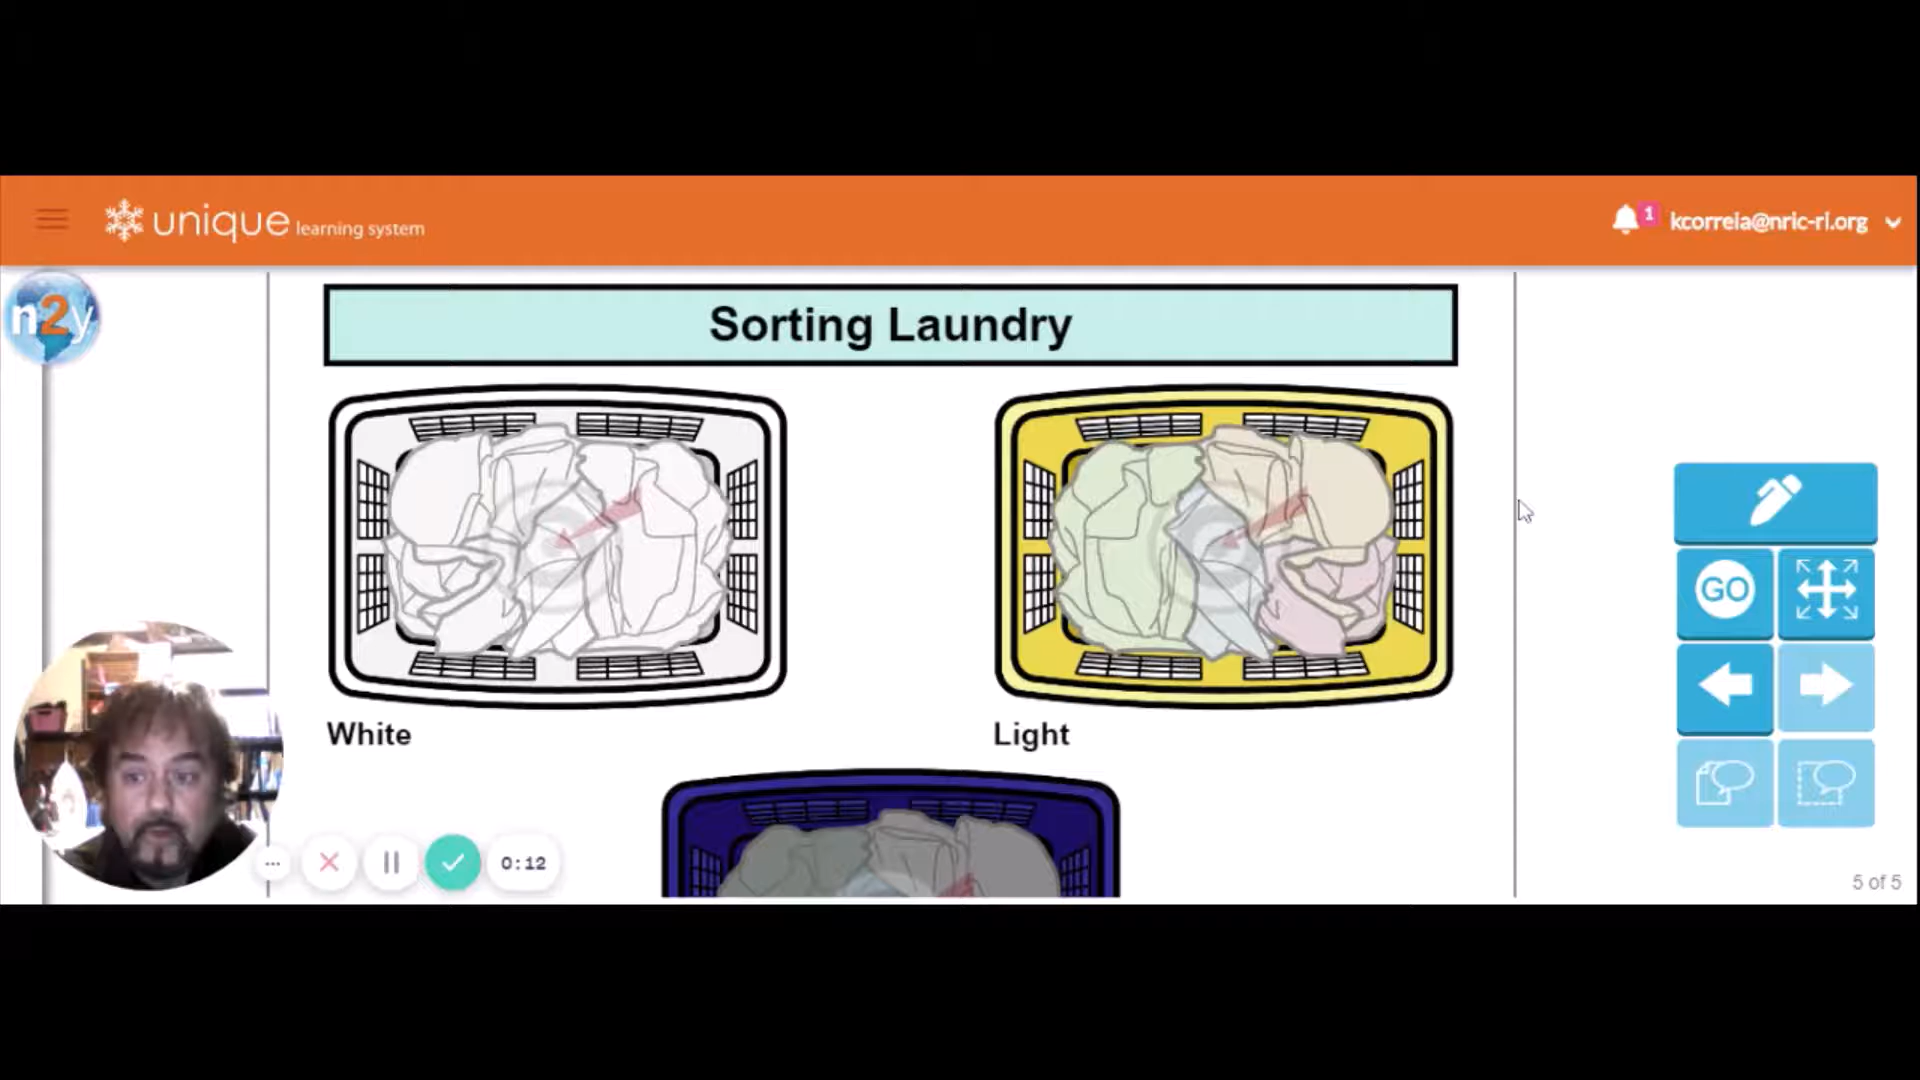 unique learning system
1
kcorreia@nric-ri.org
n2y
Sorting Laundry
White
Light
GO
0:12
5 of 5